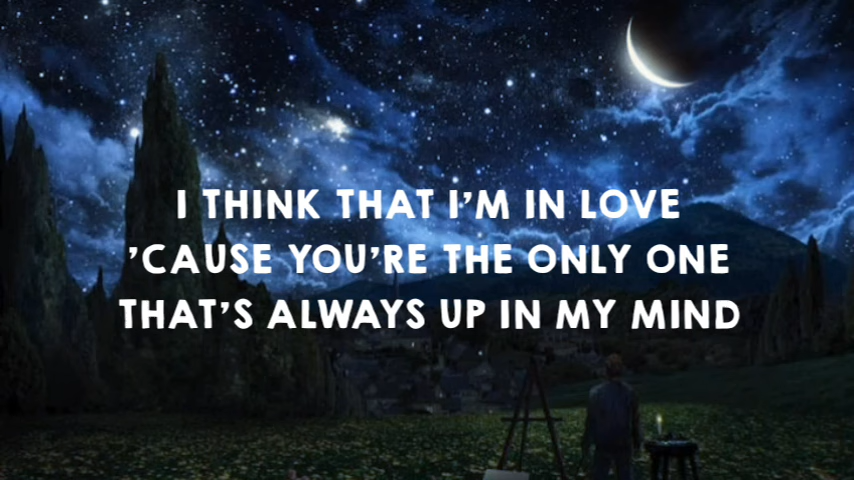 I THINK THAT I'M IN LOVE
'CAUSE YOU'RE THE ONLY ONE
THAT'S ALWAYS UP IN MY MIND